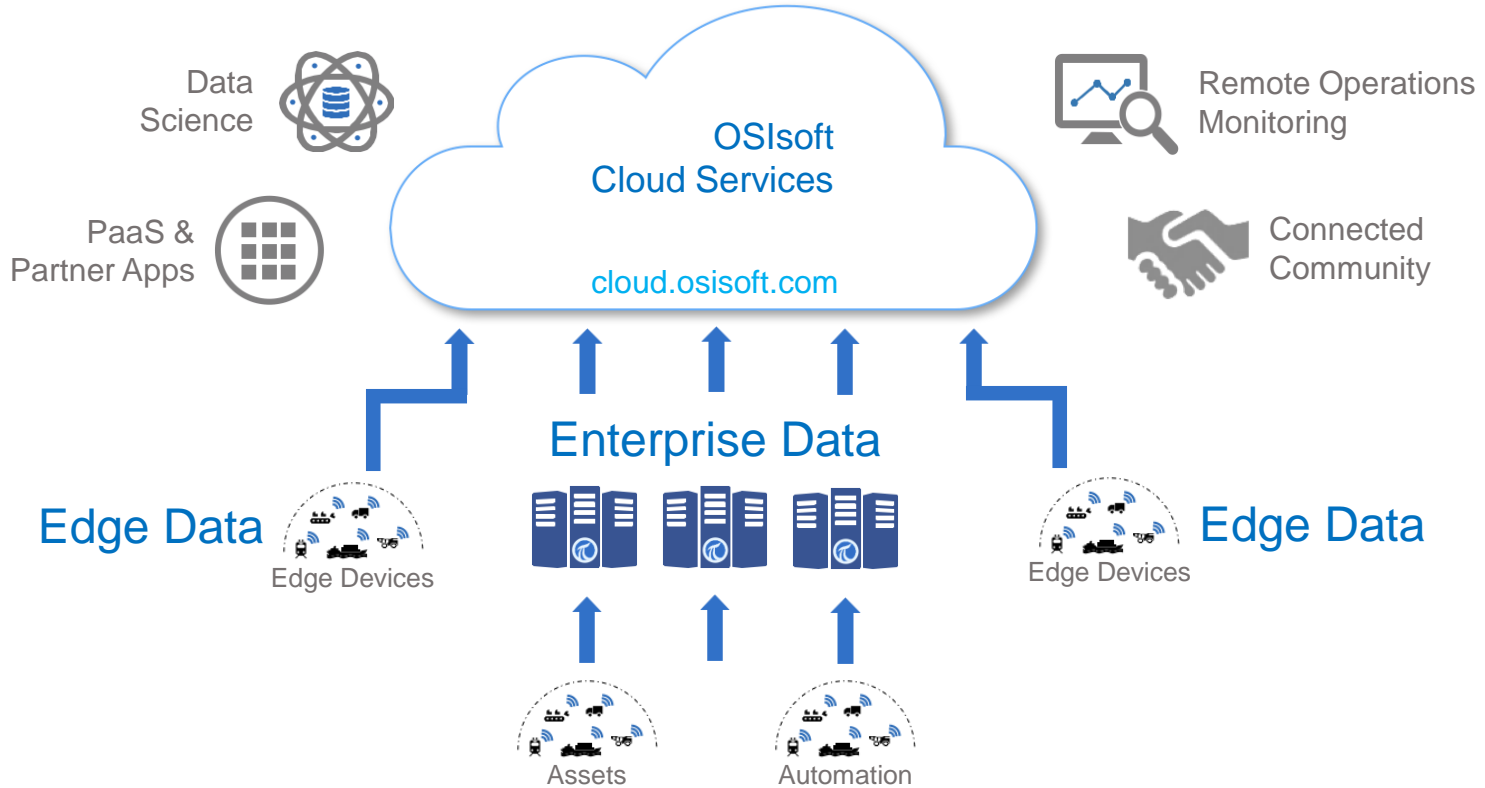 Data
Science
PaaS &
Partner Apps
OSIsoft
Cloud Services
cloud.osisoft.com
Remote Operations
Monitoring
Connected
Community
Enterprise Data
Edge Data
Edge Devices
Edge Devices
Edge Data
Assets
Automation